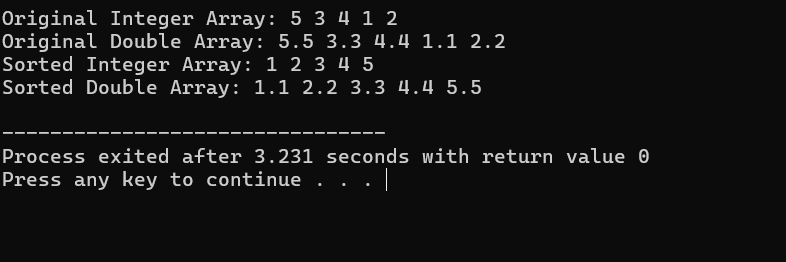 Original Integer Array: 5 3 4 1 2
Original Double Array: 5.5 3.3 4.4 1.1 2.2
Sorted Integer Array: 1 2 3 4 5
Sorted Double Array: 1.1 2.2 3.3 4.4 5.5
--------------------------------
Process exited after 3.231 seconds with return value 0
Press any key to continue . . .